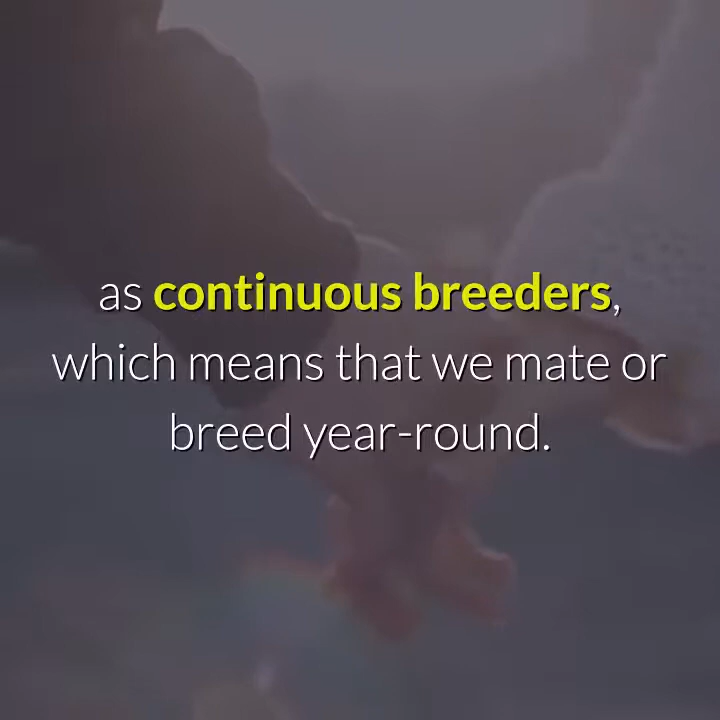 as continuous breeders,
which means that we mate or
breed year-round.